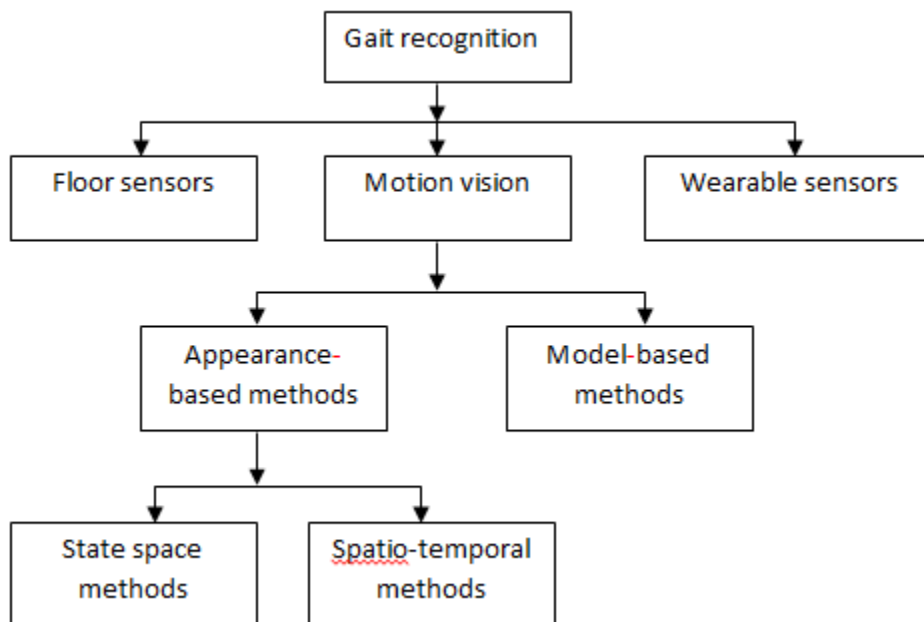 Gait recognition
Floor sensors
Motion vision
Wearable sensors
Appearance-
based methods
Model-based
methods
State space
methods
Spatio-temporal
methods